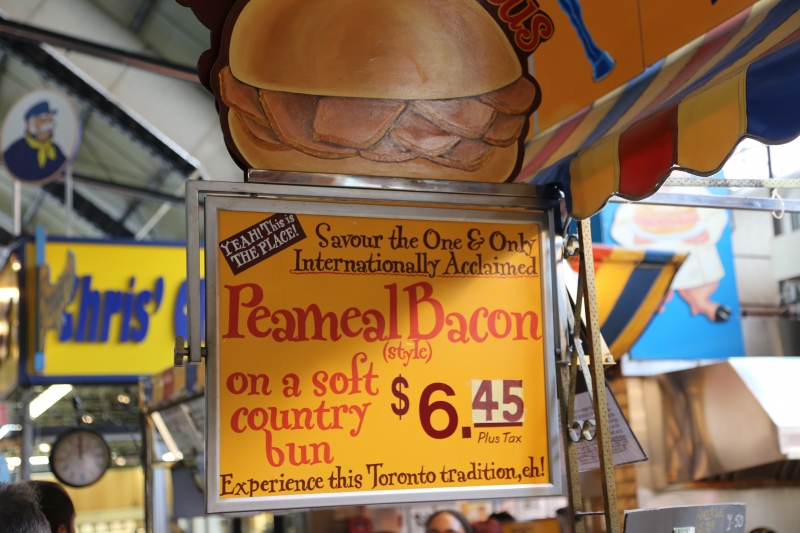 YEAH! This is
THE PLACE!
Savour the One & Only
Internationally Acclaimed
Peameal Bacon
(style)
on a soft
country
bun
$6.45
Plus Tax
Experience this Toronto tradition, eh!
Chris'